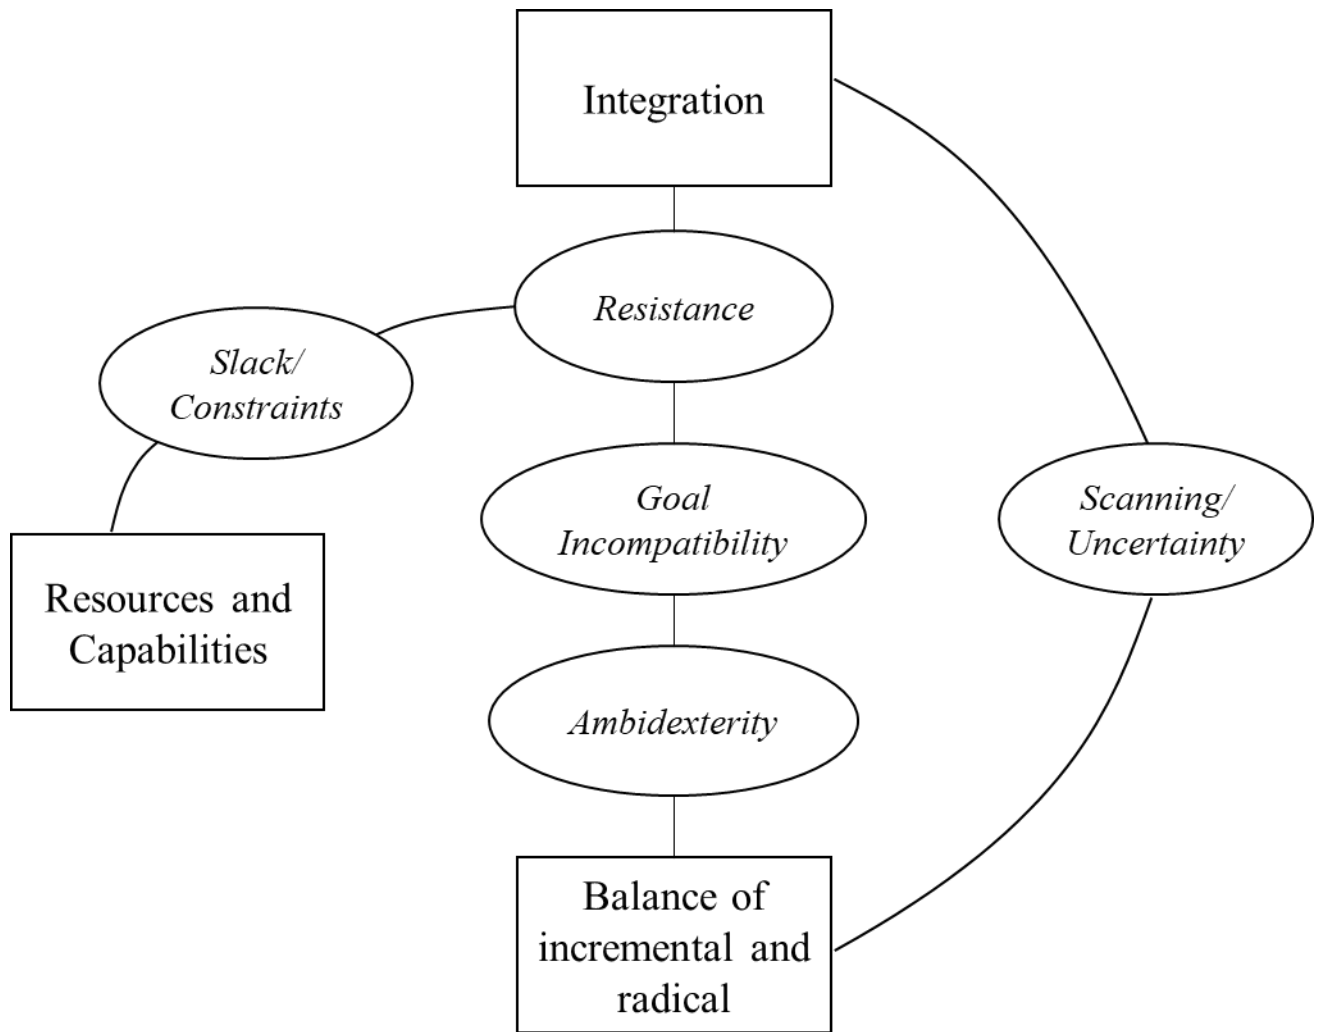 Integration
Resistance
Slack/
Constraints
Goal
Incompatibility
Scanning/
Uncertainty
Resources and
Capabilities
Ambidexterity
Balance of
incremental and
radical